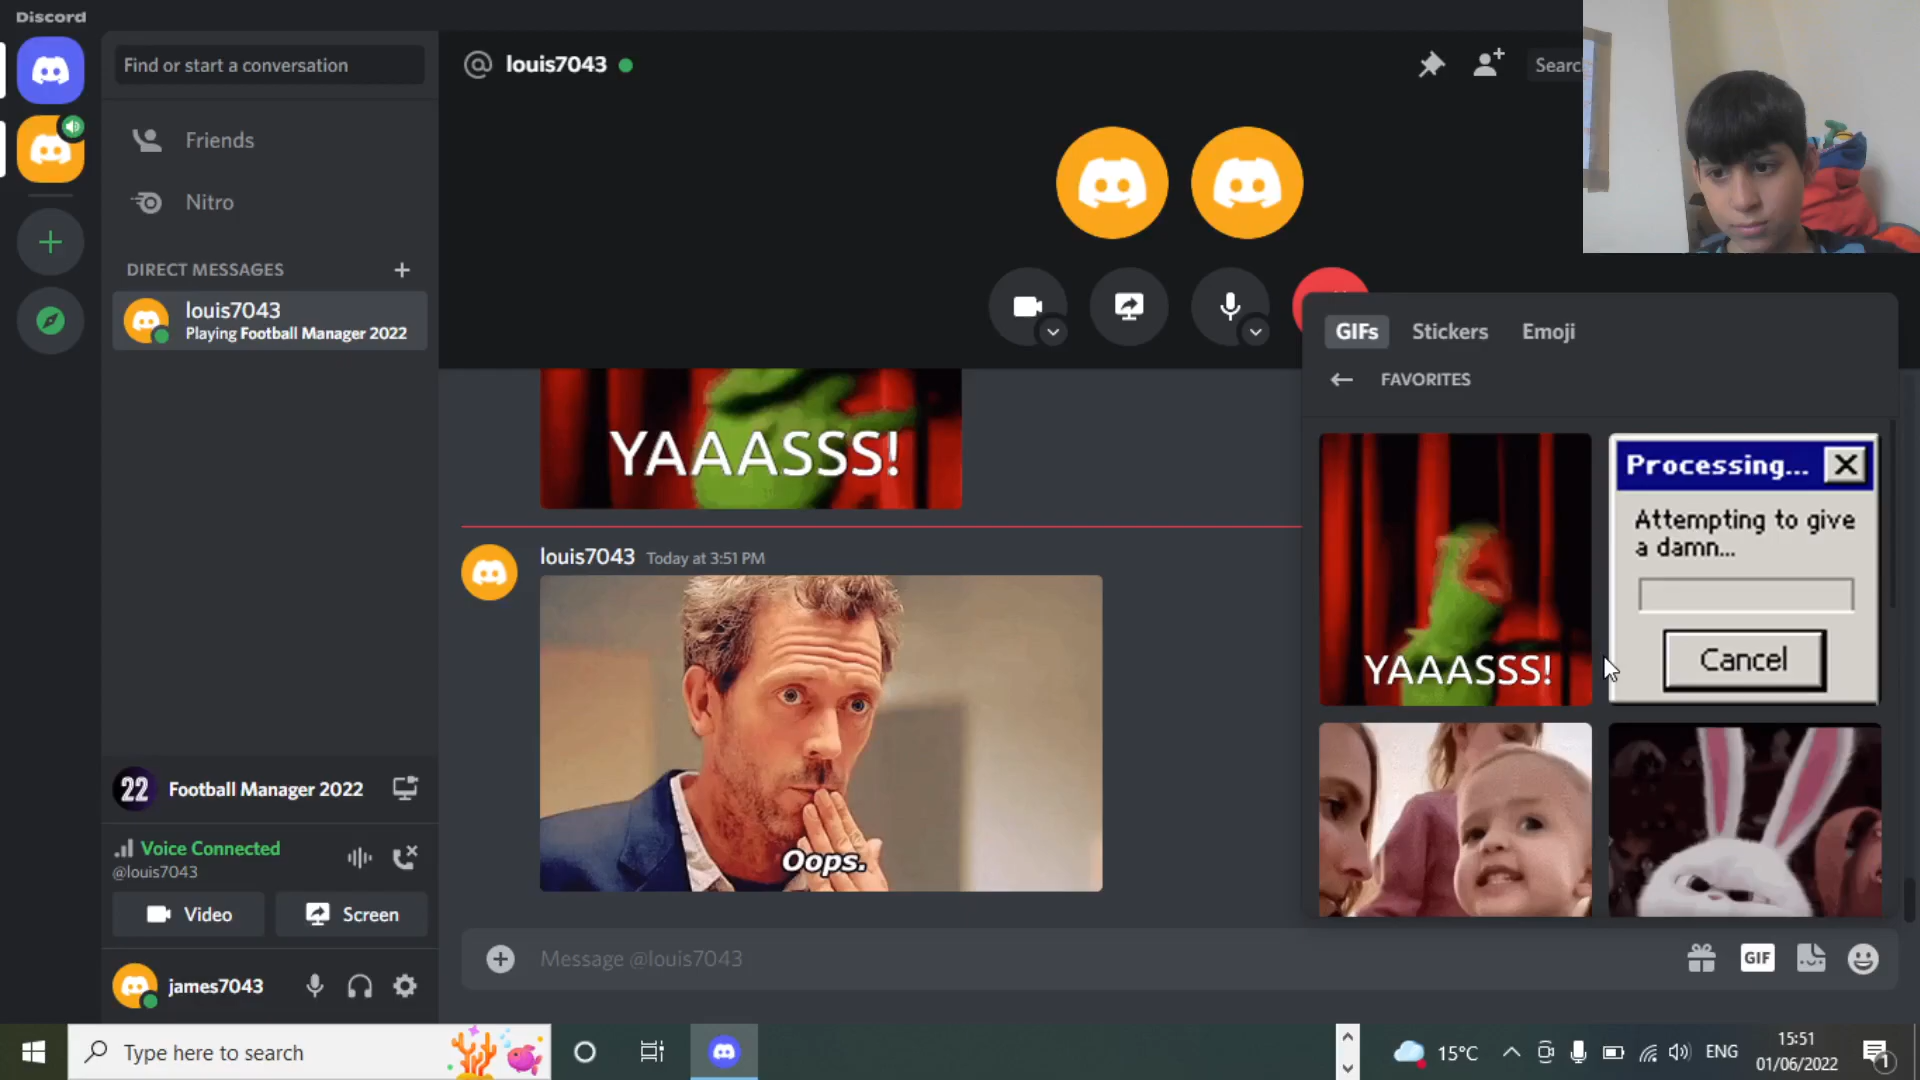 Discord
Find or start a conversation
Friends
Nitro
DIRECT MESSAGES
louis7043
Playing Football Manager 2022
22
Football Manager 2022
Voice Connected
@louis7043
Video
Screen
james7043
louis7043
Searc
YAAASSS!
louis7043 Today at 3:51 PM
Oops.
Message @louis7043
GIFs Stickers Emoji
FAVORITES
YAAASSS!
Processing...
Attempting to give
a damn...
Cancel
GIF
Type here to search
15°C
ENG
15:51
01/06/2022
1